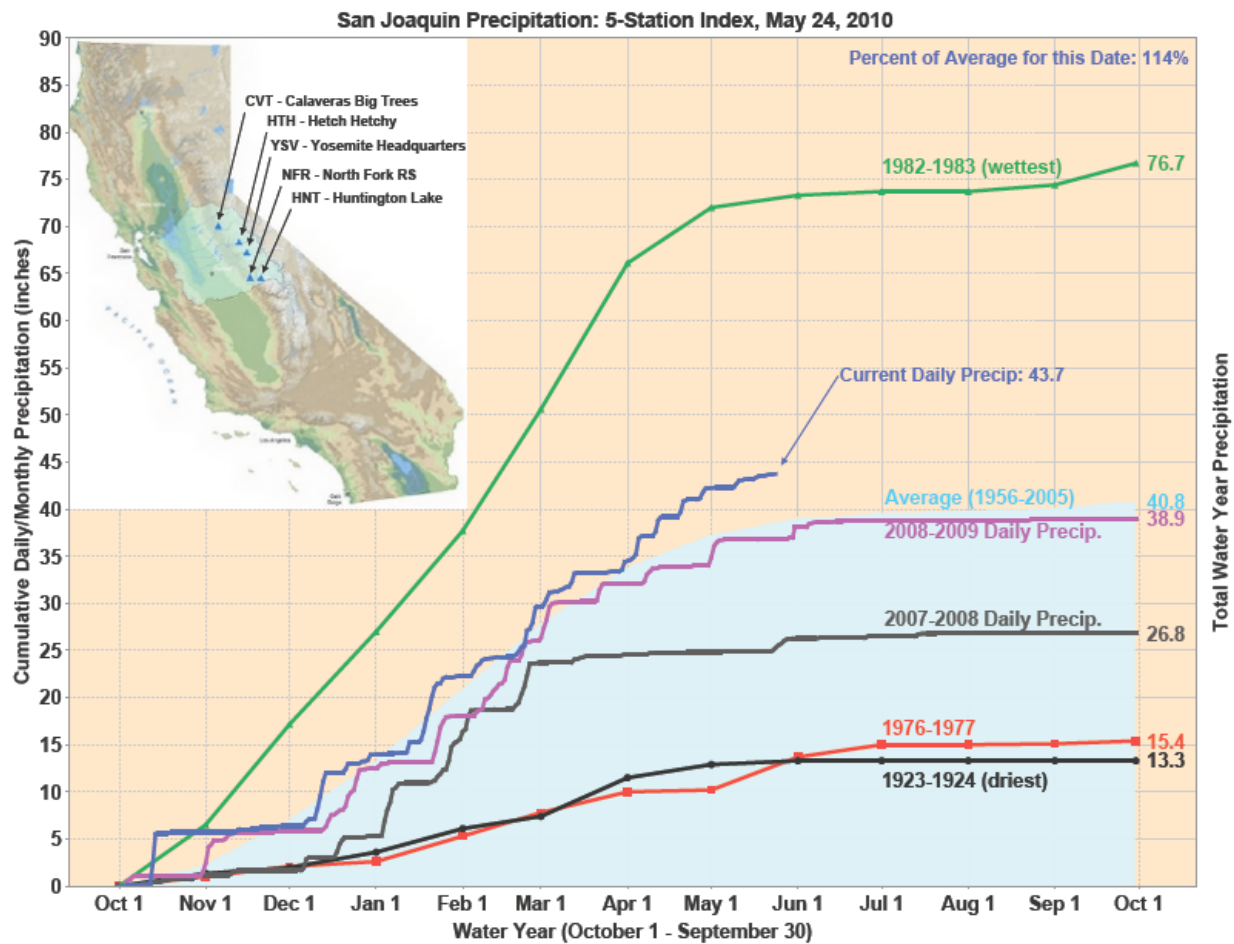 San Joaquin Precipitation: 5-Station Index, May 24, 2010
Percent of Average for this Date: 114%
CVT - Calaveras Big Trees
HTH - Hetch Hetchy
YSV - Yosemite Headquarters
NFR - North Fork RS
HNT - Huntington Lake
1982-1983 (wettest)
76.7
Current Daily Precip: 43.7
Average (1956-2005)
40.8
38.9
2008-2009 Daily Precip.
2007-2008 Daily Precip.
26.8
1976-1977
15.4
13.3
1923-1924 (driest)
Cumulative Daily/Monthly Precipitation (inches)
90
85
80
75
70
65
60
55
50
45
40
35
30
25
20
15
10
5
0
Total Water Year Precipitation
Oct 1 Nov 1 Dec 1 Jan 1 Feb 1 Mar 1 Apr 1 May 1 Jun 1 Jul 1 Aug 1 Sep 1 Oct 1
Water Year (October 1 - September 30)
San
Los Angeles
San